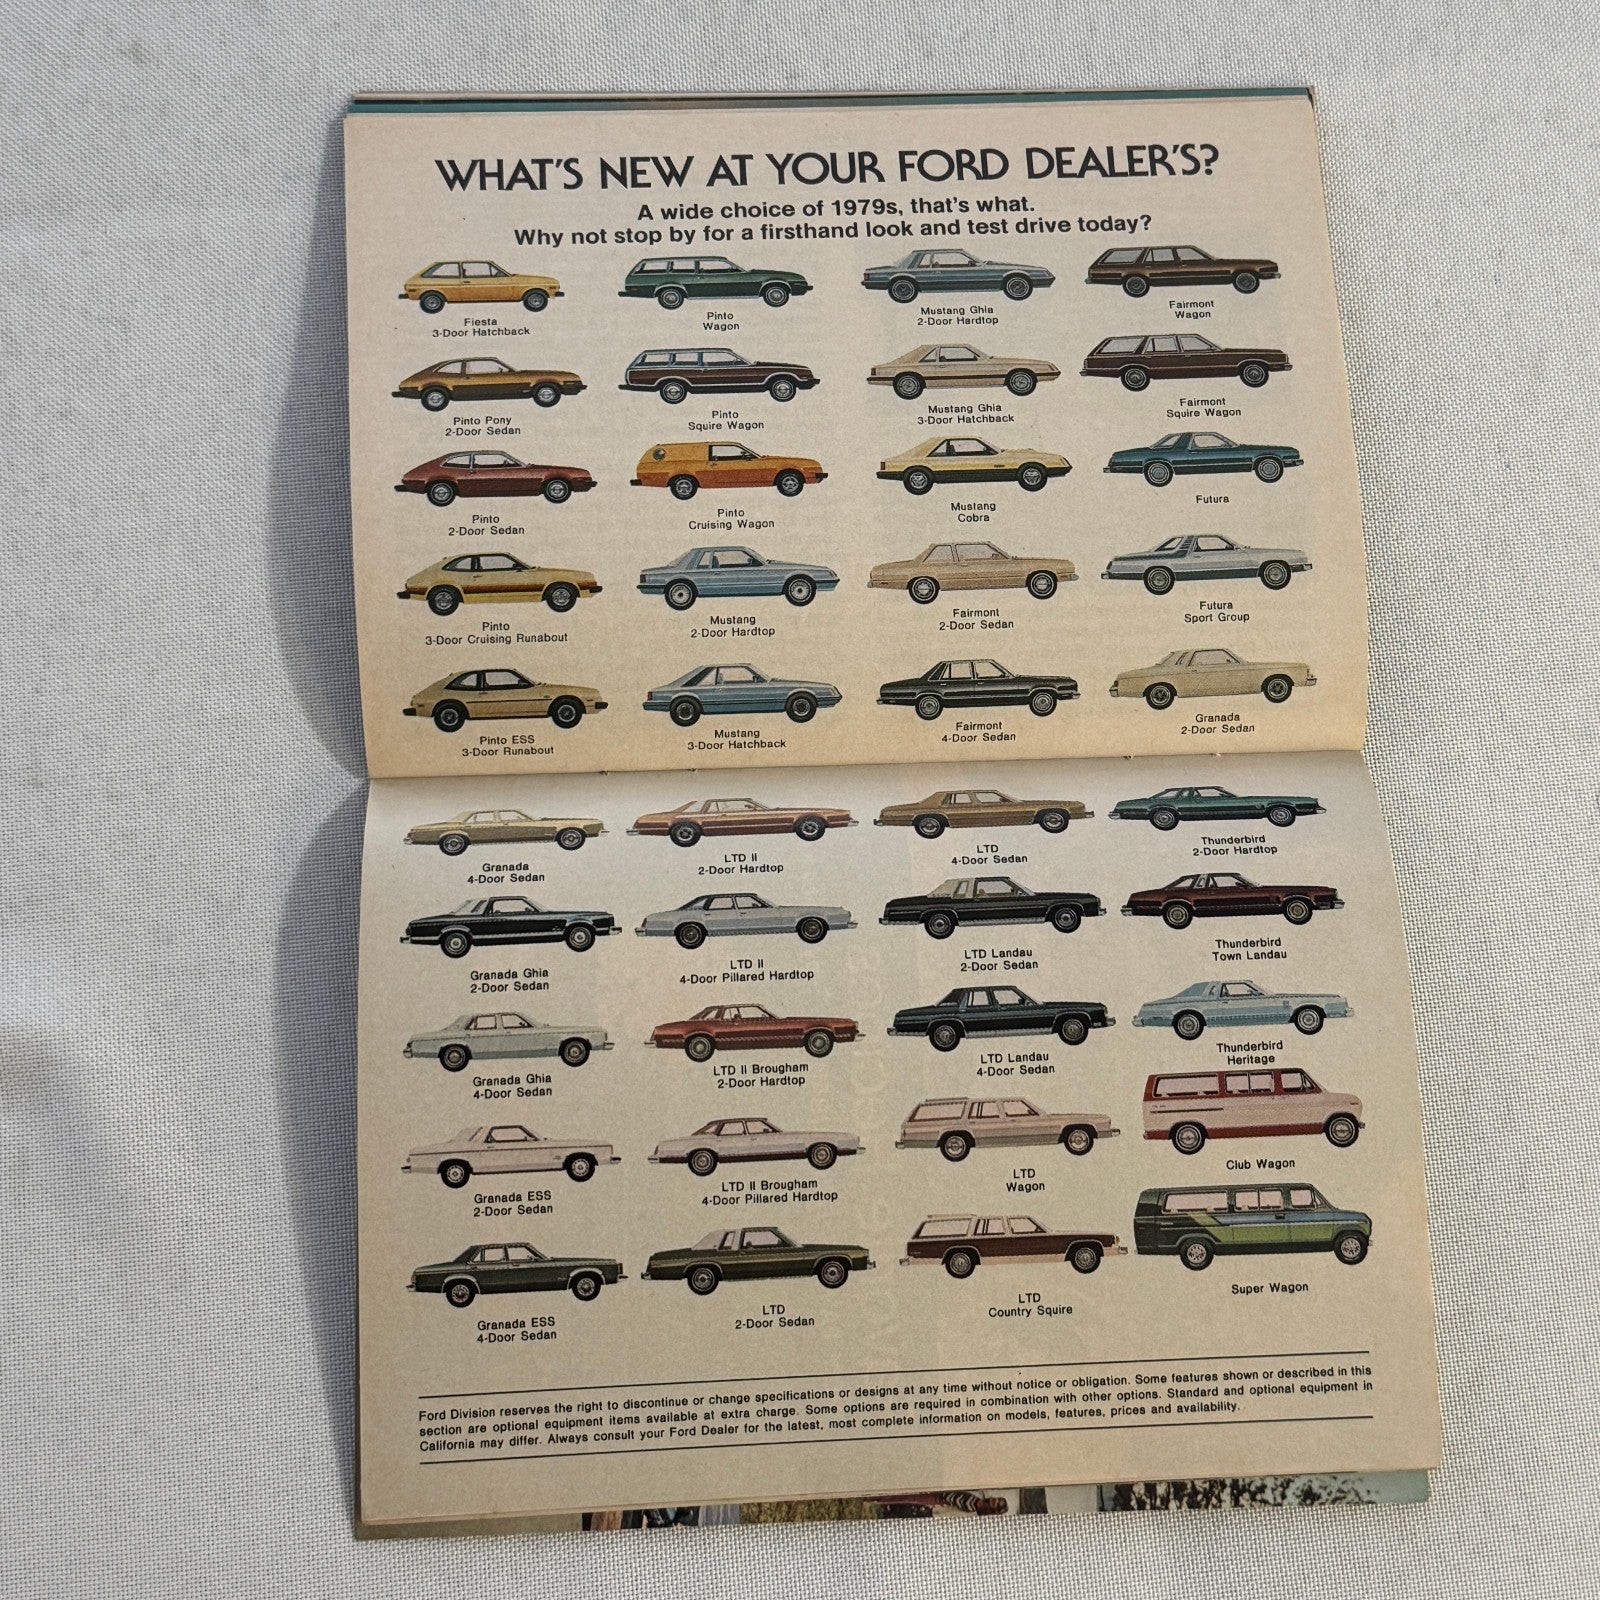 WHAT'S NEW AT YOUR FORD DEALER'S?
A wide choice of 1979s, that's what.
Why not stop by for a firsthand look and test drive today?
Fiesta
3-Door Hatchback
Pinto
Wagon
Mustang Ghia
2-Door Hardtop
Fairmont
Wagon
Pinto Pony
2-Door Sedan
Pinto
Squire Wagon
Mustang Ghia
3-Door Hatchback
Fairmont
Squire Wagon
Pinto
2-Door Sedan
Pinto
Cruising Wagon
Mustang
Cobra
Futura
Pinto
3-Door Cruising Runabout
Mustang
2-Door Hardtop
Fairmont
2-Door Sedan
Futura
Sport Group
Pinto ESS
3-Door Runabout
Mustang
3-Door Hatchback
Fairmont
4-Door Sedan
Granada
2-Door Sedan
Granada
4-Door Sedan
LTD II
2-Door Hardtop
LTD
4-Door Sedan
Thunderbird
2-Door Hardtop
Granada Ghia
2-Door Sedan
LTD II
4-Door Pillared Hardtop
LTD Landau
2-Door Sedan
Thunderbird
Town Landau
Granada Ghia
4-Door Sedan
LTD II Brougham
2-Door Hardtop
LTD Landau
4-Door Sedan
Thunderbird
Heritage
Granada ESS
2-Door Sedan
LTD II Brougham
4-Door Pillared Hardtop
LTD
Wagon
Club Wagon
Granada ESS
4-Door Sedan
LTD
2-Door Sedan
LTD
Country Squire
Super Wagon
Ford Division reserves the right to discontinue or change specifications or designs at any time without notice or obligation. Some features shown or described in this
section are optional equipment items available at extra charge. Some options are required in combination with other options. Standard and optional equipment in
California may differ. Always consult your Ford Dealer for the latest, most complete information on models, features, prices and availability.